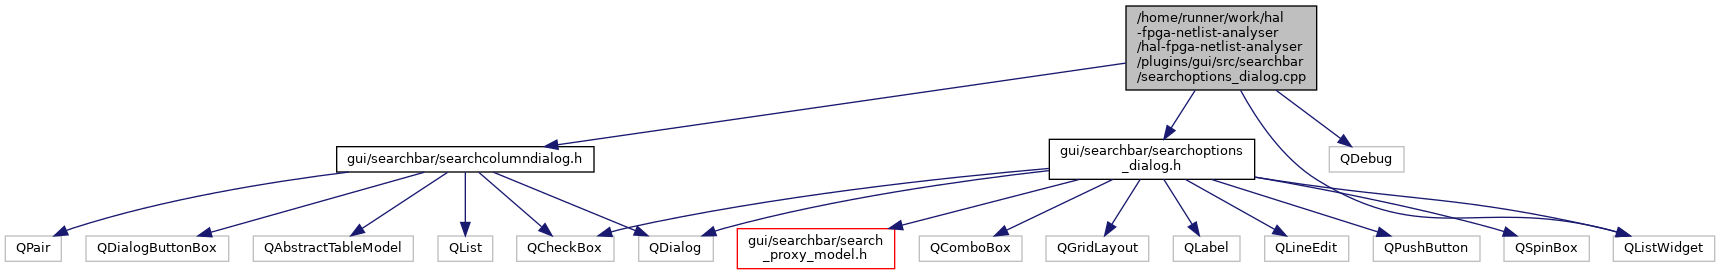 /home/runner/work/hal
-fpga-netlist-analyser
/hal-fpga-netlist-analyser
/plugins/gui/src/searchbar
/searchoptions_dialog.cpp
gui/searchbar/searchcolumndialog.h
gui/searchbar/searchoptions
_dialog.h
QDebug
QPair
QDialogButtonBox
QAbstractTableModel
QList
QCheckBox
QDialog
gui/searchbar/search
_proxy_model.h
QComboBox
QGridLayout
QLabel
QLineEdit
QPushButton
QSpinBox
QListWidget